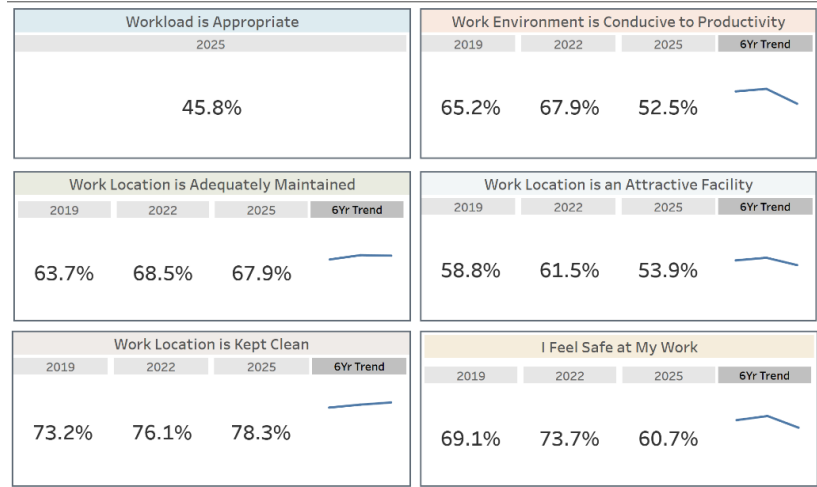 Workload is Appropriate
2025
45.8%
Work Environment is Conducive to Productivity
2019 2022 2025 6Yr Trend
65.2% 67.9% 52.5%
Work Location is Adequately Maintained
2019 2022 2025 6Yr Trend
63.7% 68.5% 67.9%
Work Location is an Attractive Facility
2019 2022 2025 6Yr Trend
58.8% 61.5% 53.9%
Work Location is Kept Clean
2019 2022 2025 6Yr Trend
73.2% 76.1% 78.3%
I Feel Safe at My Work
2019 2022 2025 6Yr Trend
69.1% 73.7% 60.7%